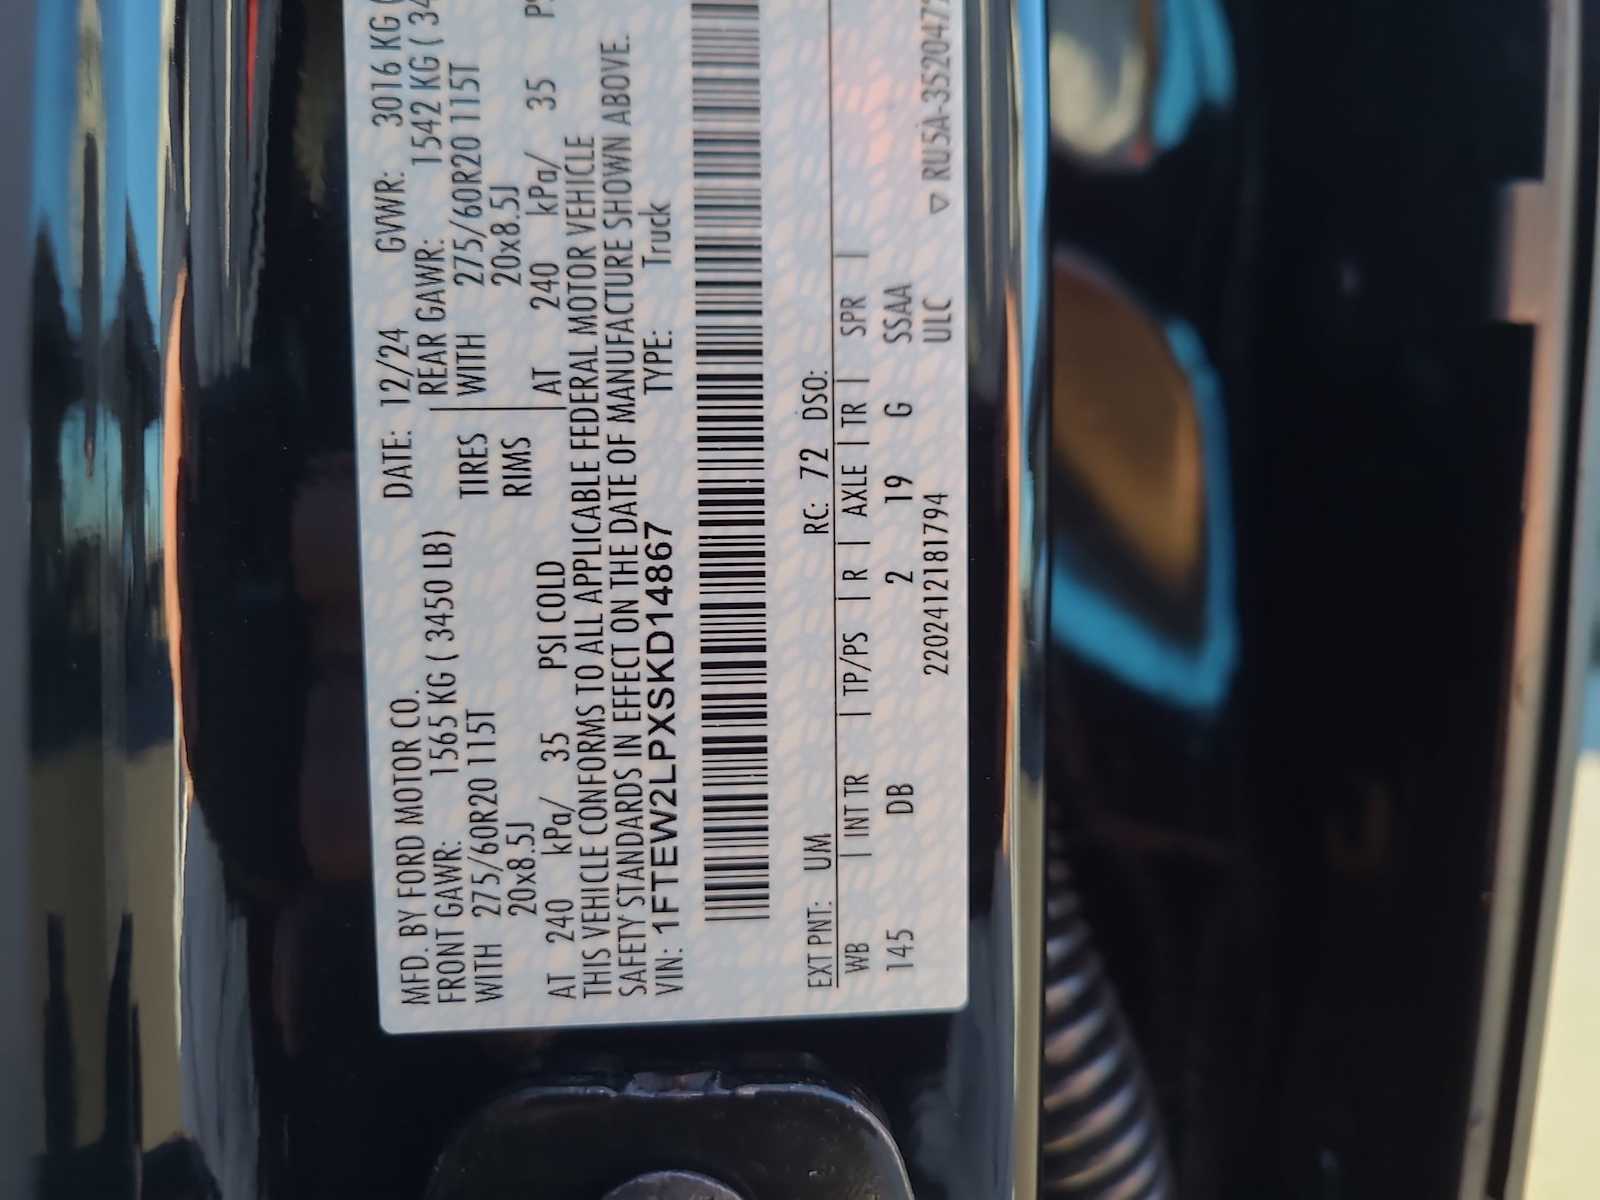 MFD. BY FORD MOTOR CO. DATE: 12/24 GVWR: 3016 KG (
FRONT GAWR: 1565 KG ( 3450 LB) REAR GAWR: 1542 KG ( 34
WITH 275/60R20 115T TIRES WITH 275/60R20 115T
20x8.5J RIMS 20x8.5J
AT 240 kPa/ 35 PSI COLD AT 240 kPa/ 35 PS
THIS VEHICLE CONFORMS TO ALL APPLICABLE FEDERAL MOTOR VEHICLE
SAFETY STANDARDS IN EFFECT ON THE DATE OF MANUFACTURE SHOWN ABOVE.
VIN: 1FTEW2LPXSKD14867 TYPE: Truck
EXT PNT: UM RC: 72 DSO:
WB | INT TR | TP/PS | R | AXLE | TR | SPR |
145 DB 2 19 G SSAA
2202412181794 ULC ▽ RU5A-3520472